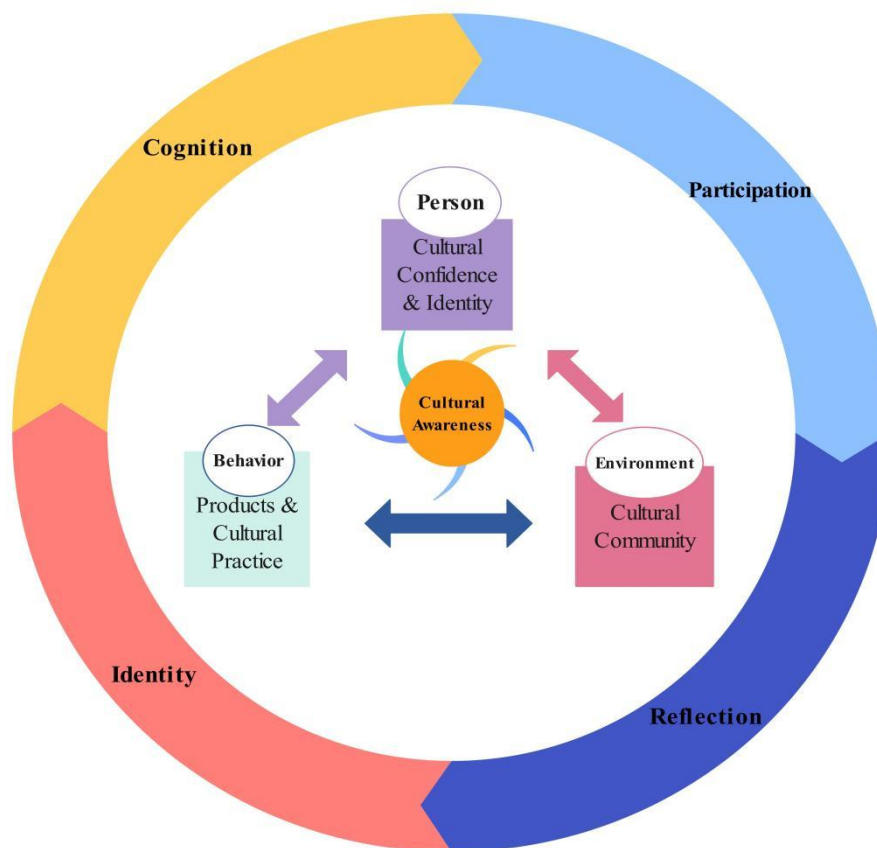 Cognition
Participation
Person
Cultural
Confidence
& Identity
Cultural
Awareness
Behavior
Products &
Cultural
Practice
Environment
Cultural
Community
Identity
Reflection